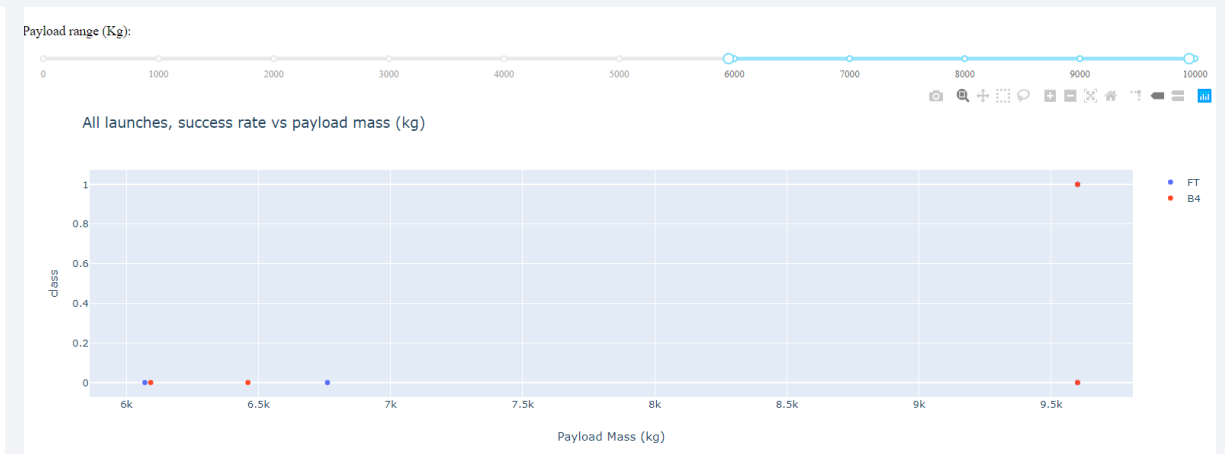 Payload range (Kg):
0 1000 2000 3000 4000 5000 6000 7000 8000 9000 10000
All launches, success rate vs payload mass (kg)
1
0.8
0.6
0.4
0.2
0
class
6k 6.5k 7k 7.5k 8k 8.5k 9k 9.5k
Payload Mass (kg)
FT
B4